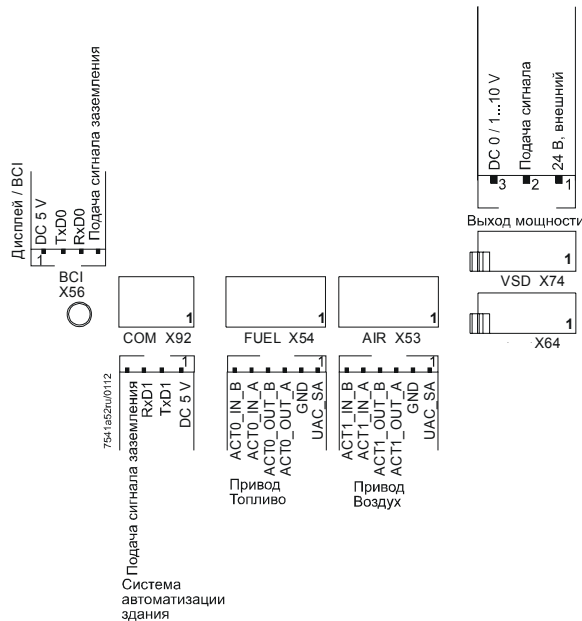 Дисплей / BCI
DC 5 V
TxD0
RxD0
Подача сигнала заземления
1
BCI
X56
DC 0 / 1...10 V
Подача сигнала
24 В, внешний
3
2
1
Выход мощности
1
VSD X74
1
X64
1
COM X92
1
FUEL X54
1
AIR X53
7541a52ru/0112
1
Подача сигнала заземления
RxD1
TxD1
DC 5 V
Система
автоматизации
здания
1
ACT0_IN_B
ACT0_IN_A
ACT0_OUT_B
ACT0_OUT_A
GND
UAC_SA
Привод
Топливо
1
ACT1_IN_B
ACT1_IN_A
ACT1_OUT_B
ACT1_OUT_A
GND
UAC_SA
Привод
Воздух